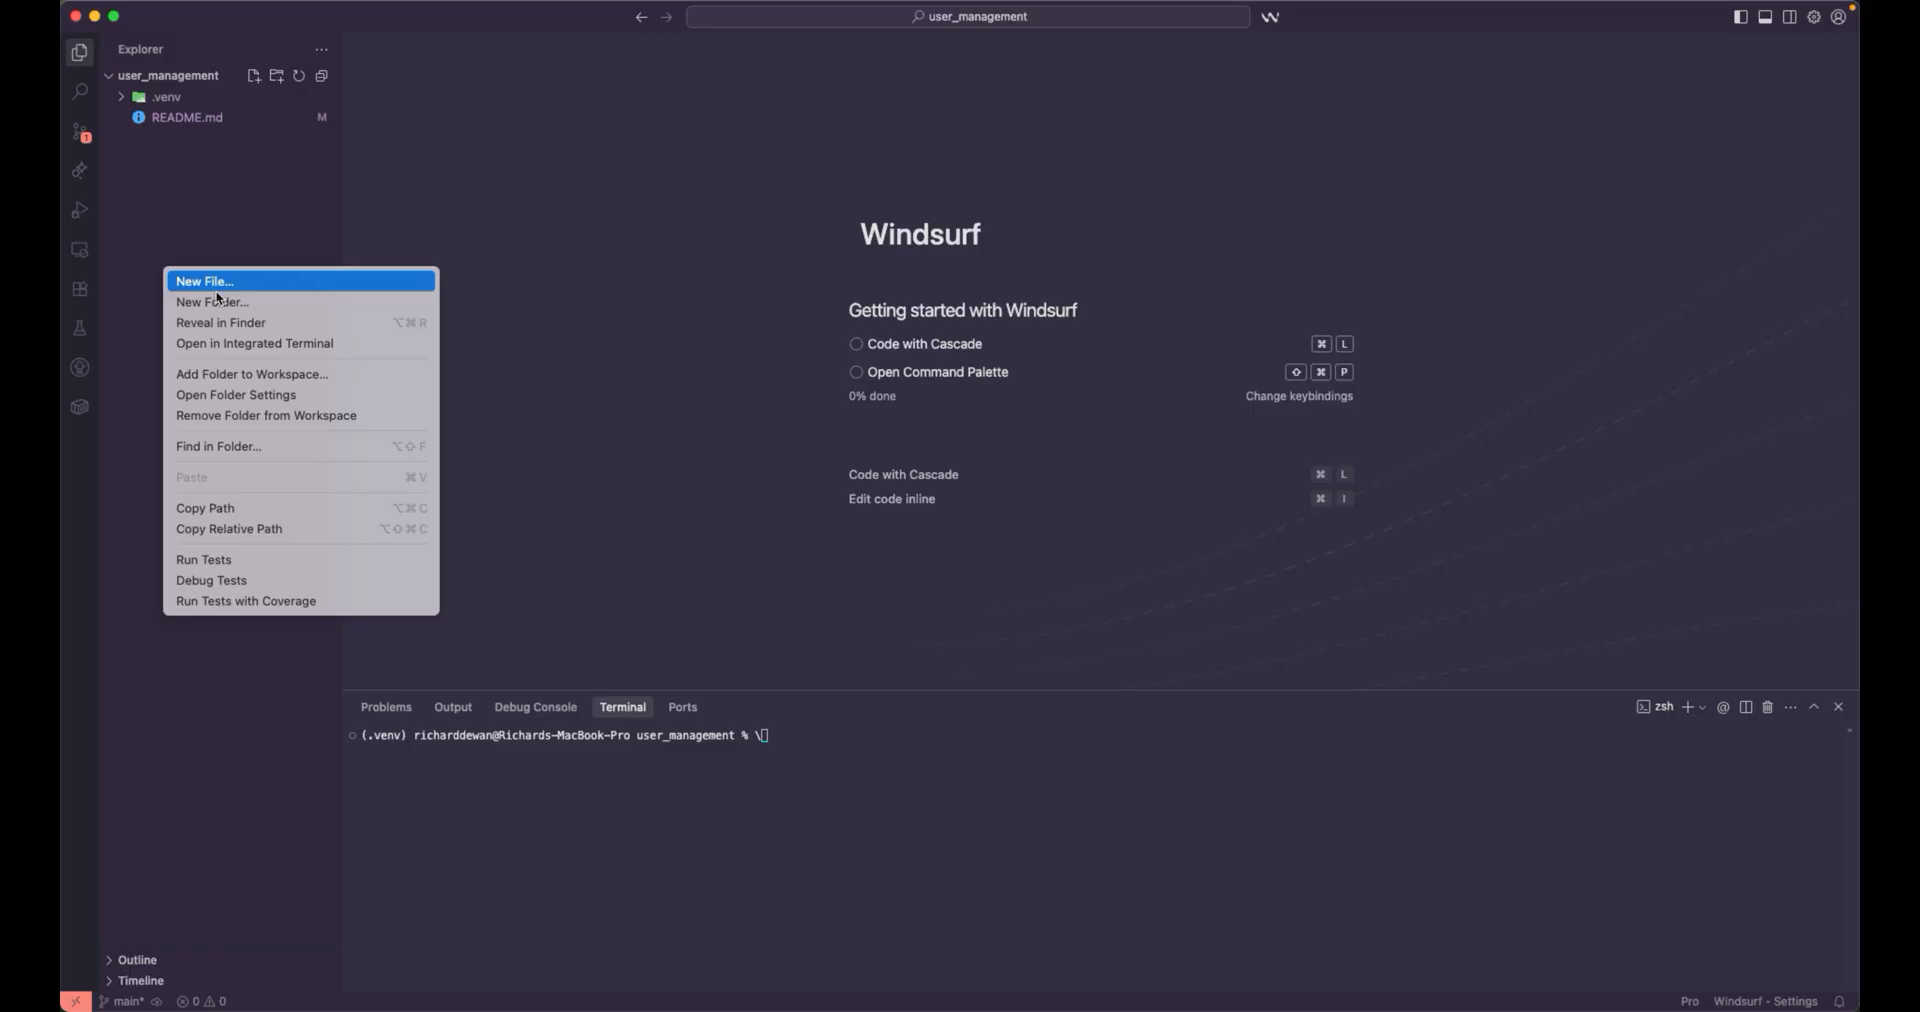 user_management
Explorer
user_management
.venv
README.md M
1
New File...
New Folder...
Reveal in Finder ⌥⌘R
Open in Integrated Terminal
Add Folder to Workspace...
Open Folder Settings
Remove Folder from Workspace
Find in Folder... ⌥⇧F
Paste ⌘V
Copy Path ⌥⌘C
Copy Relative Path ⌥⇧⌘C
Run Tests
Debug Tests
Run Tests with Coverage
Windsurf
Getting started with Windsurf
Code with Cascade ⌘ L
Open Command Palette ⇧ ⌘ P
0% done Change keybindings
Code with Cascade ⌘ L
Edit code inline ⌘ I
Problems Output Debug Console Terminal Ports zsh
(.venv) richarddewan@Richards-MacBook-Pro user_management % \
Outline
Timeline
main* 0 0 Pro Windsurf - Settings